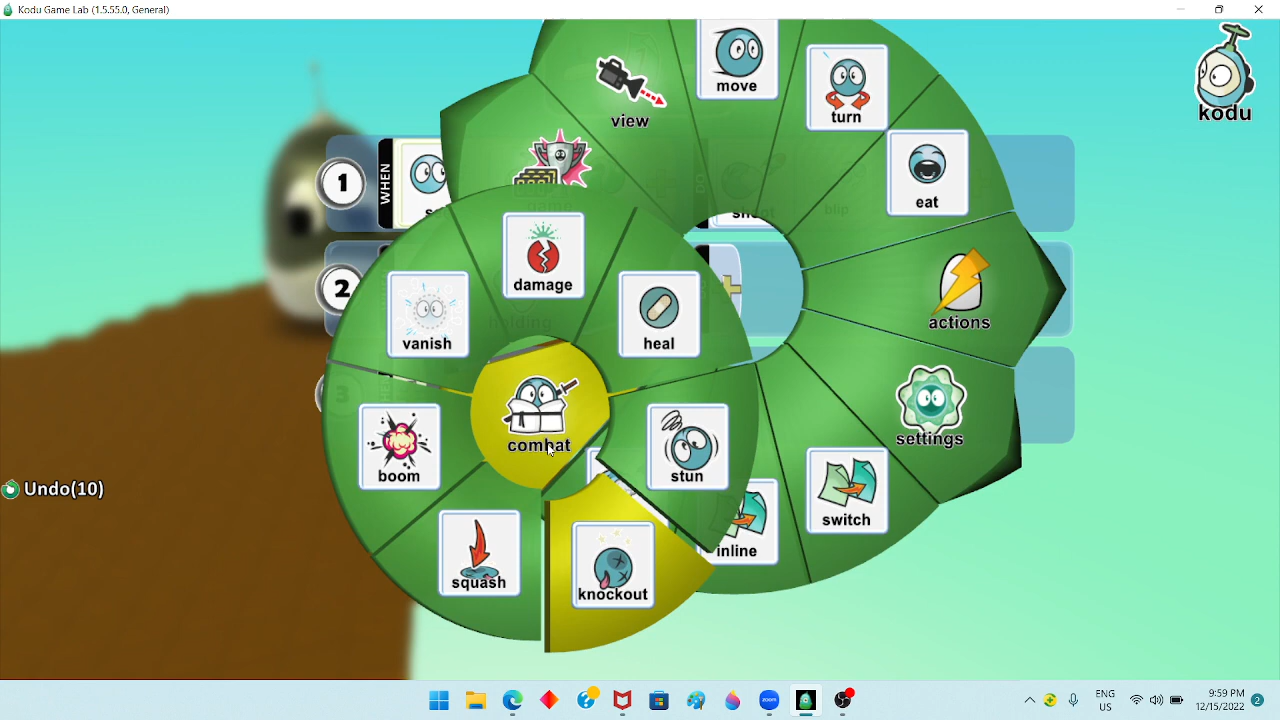 Kodu Game Lab (1.5.55.0, General)
move
turn
view
eat
kodu
1
WHEN
actions
2
damage
vanish
heal
settings
combat
boom
stun
switch
Undo(10)
inline
squash
knockout
zoom
ENG
US
9:59 PM
12/15/2022
2